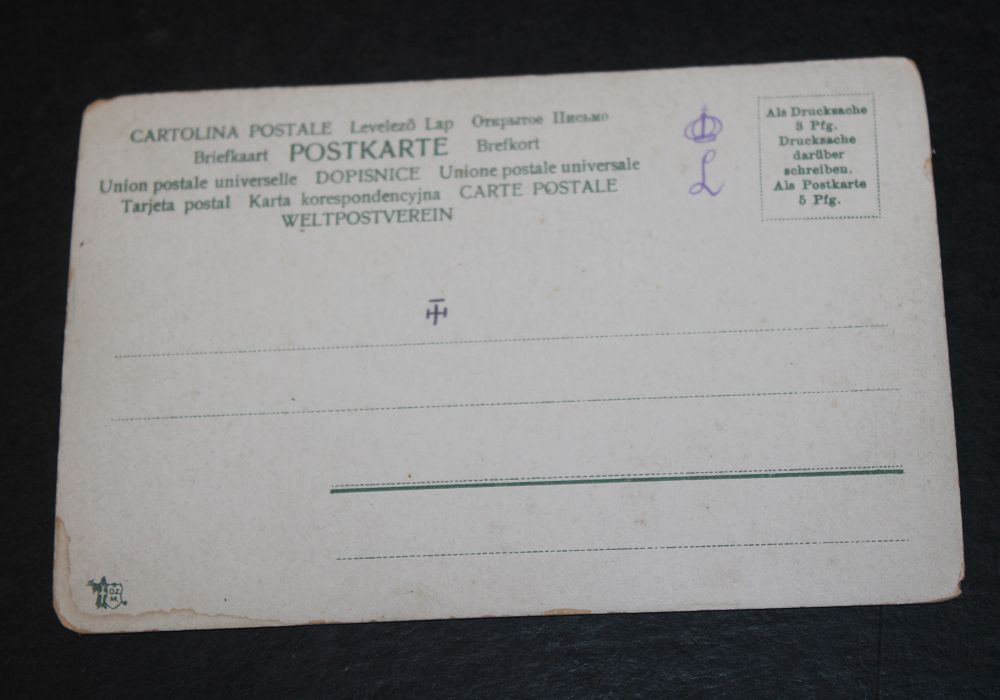 CARTOLINA POSTALE Levelező Lap Открытое Письмо
Briefkaart POSTKARTE Brefkort
Union postale universelle DOPISNICE Unione postale universale
Tarjeta postal Karta korespondencyjna CARTE POSTALE
WELTPOSTVEREIN
L
Als Drucksache
3 Pfg.
Drucksache
darüber
schreiben.
Als Postkarte
5 Pfg.
OZ.
M.